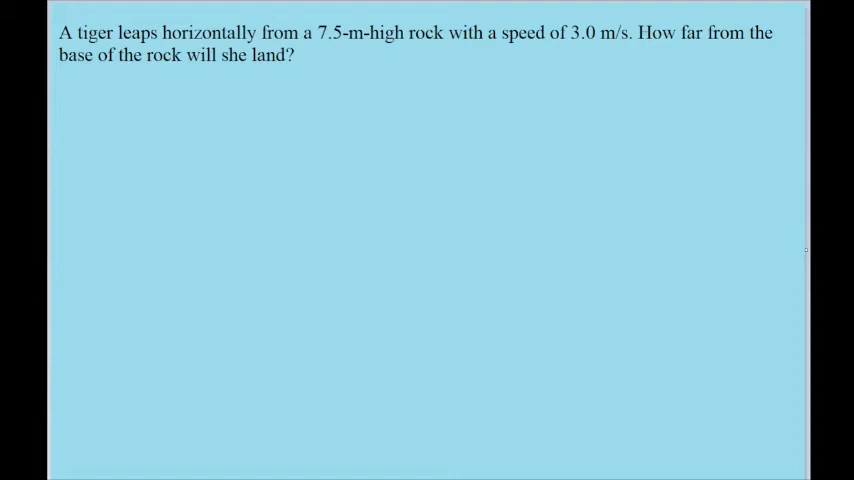 A tiger leaps horizontally from a 7.5-m-high rock with a speed of 3.0 m/s. How far from the
base of the rock will she land?